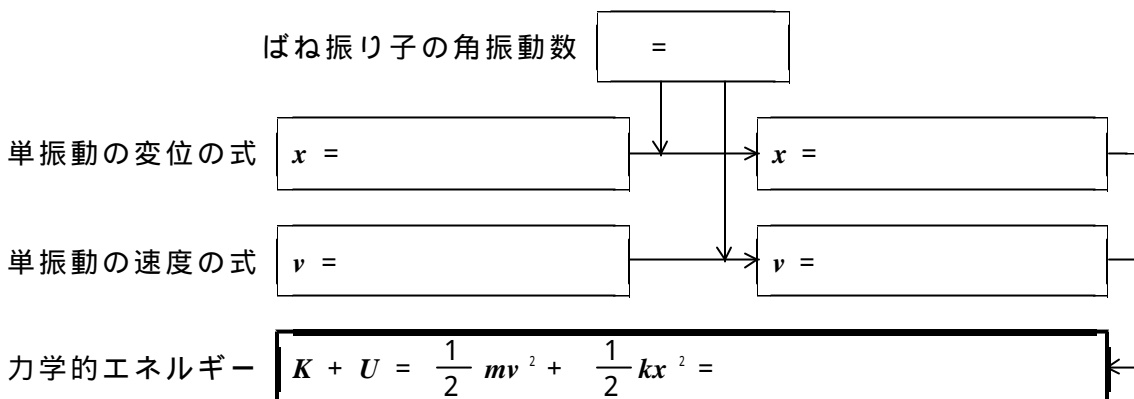 ばね振り子の角振動数 =
単振動の変位の式 x = x =
単振動の速度の式 v = v =
力学的エネルギー K + U = 1/2 mv² + 1/2 kx² =